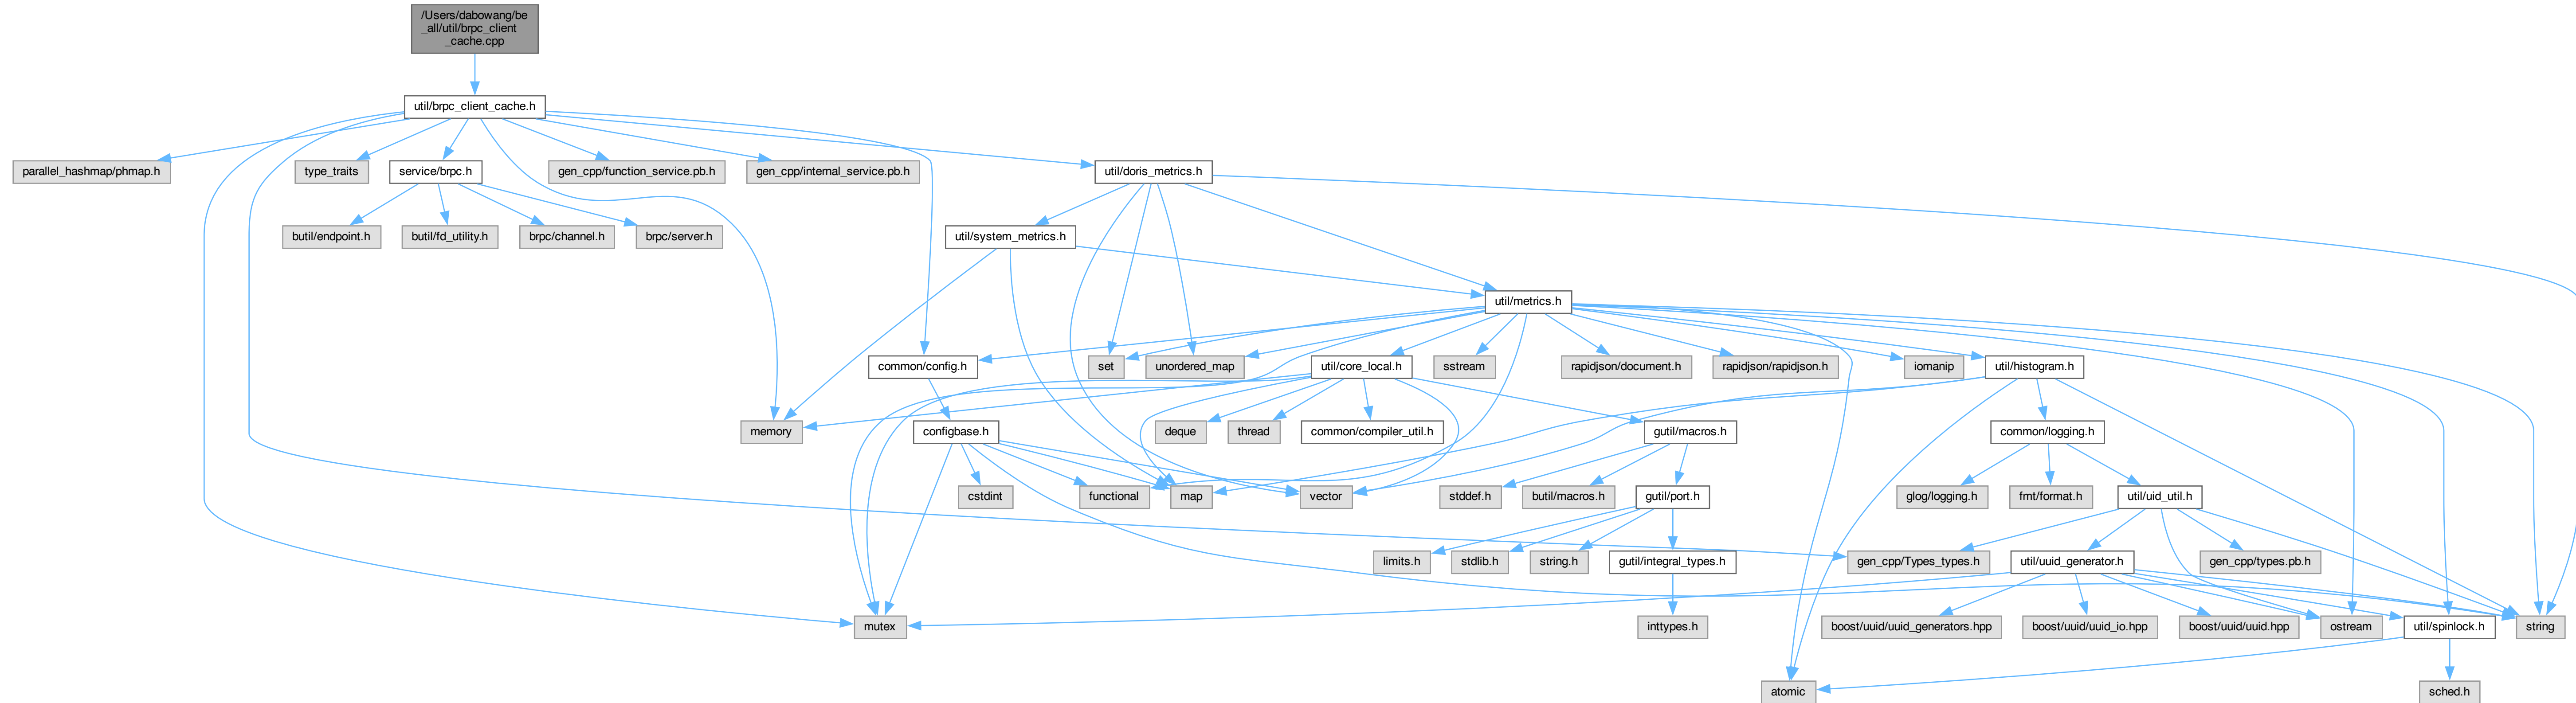 /Users/dabowang/be
_all/util/brpc_client
_cache.cpp
util/brpc_client_cache.h
parallel_hashmap/phmap.h
type_traits
service/brpc.h
gen_cpp/function_service.pb.h
gen_cpp/internal_service.pb.h
util/doris_metrics.h
butil/endpoint.h
butil/fd_utility.h
brpc/channel.h
brpc/server.h
util/system_metrics.h
util/metrics.h
common/config.h
set
unordered_map
util/core_local.h
sstream
rapidjson/document.h
rapidjson/rapidjson.h
iomanip
util/histogram.h
memory
configbase.h
deque
thread
common/compiler_util.h
gutil/macros.h
common/logging.h
cstdint
functional
map
vector
stddef.h
butil/macros.h
gutil/port.h
glog/logging.h
fmt/format.h
util/uid_util.h
limits.h
stdlib.h
string.h
gutil/integral_types.h
gen_cpp/Types_types.h
util/uuid_generator.h
gen_cpp/types.pb.h
mutex
inttypes.h
boost/uuid/uuid_generators.hpp
boost/uuid/uuid_io.hpp
boost/uuid/uuid.hpp
ostream
util/spinlock.h
string
atomic
sched.h